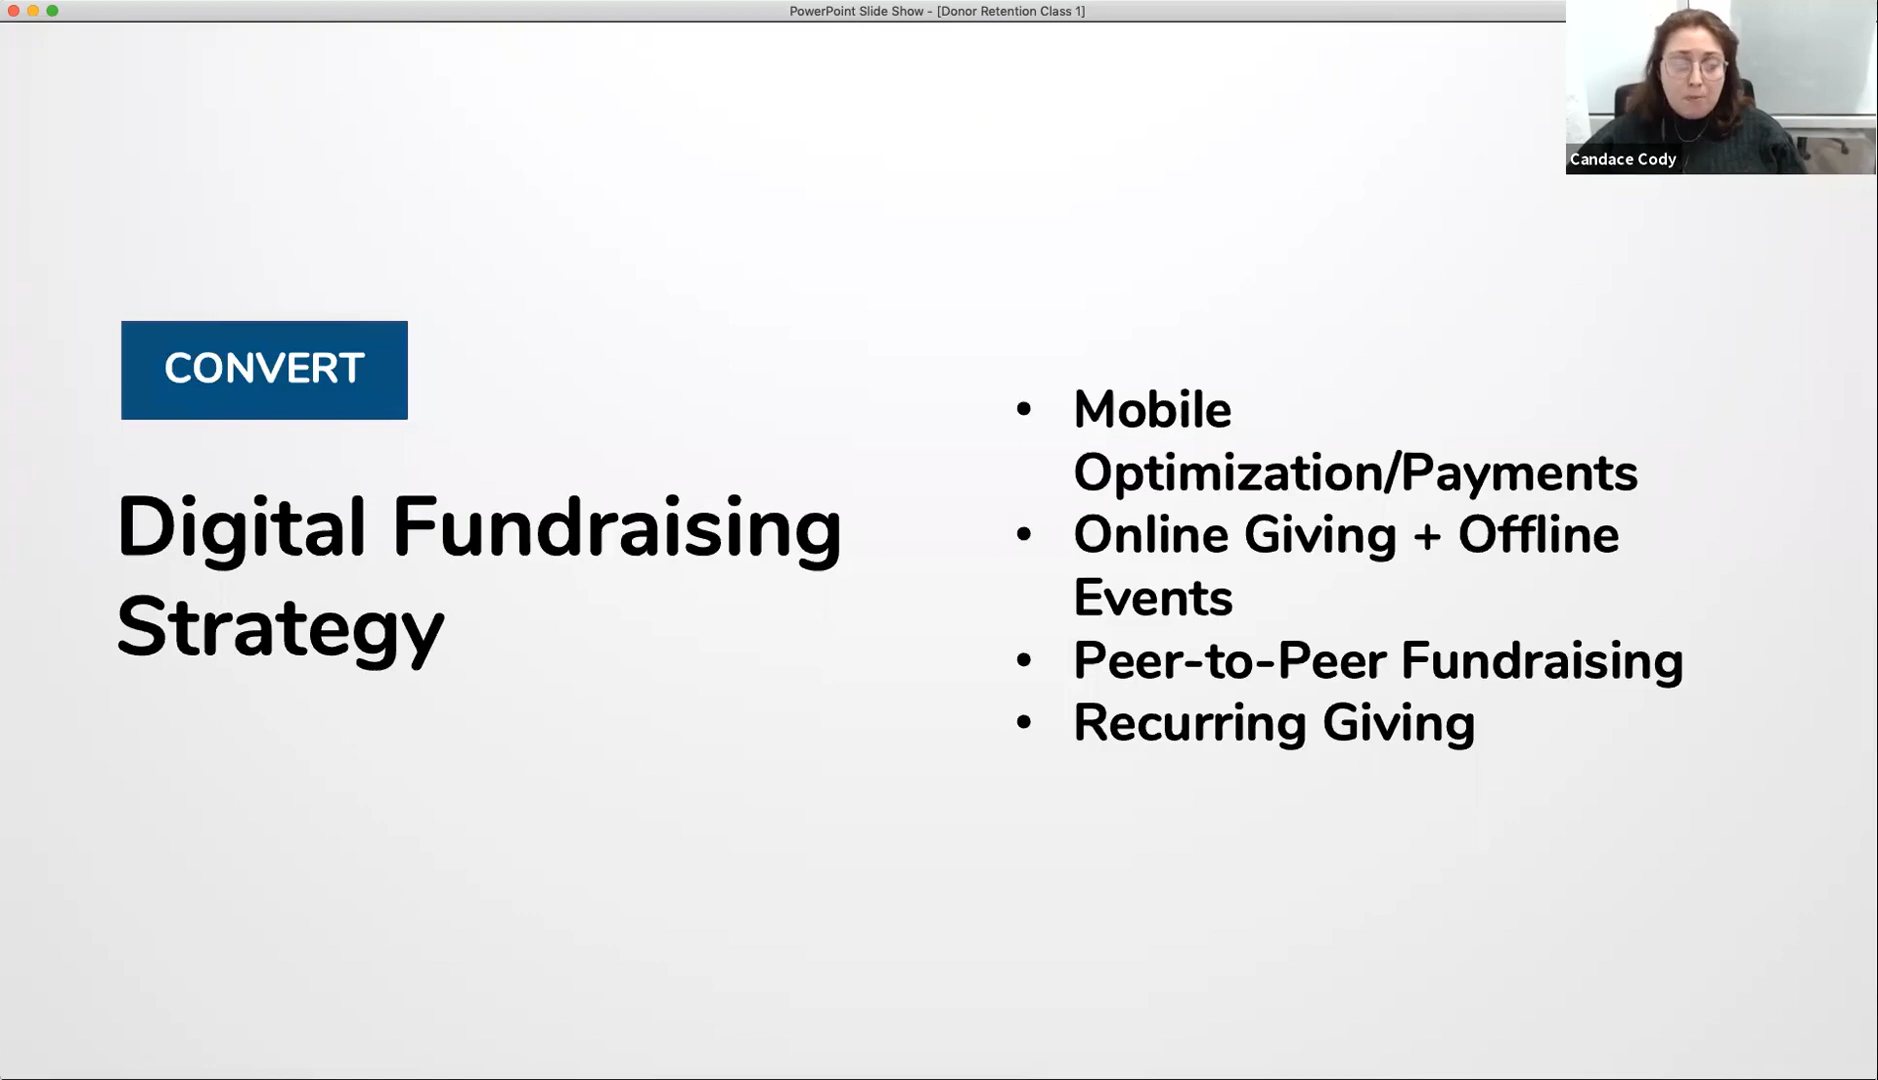 PowerPoint Slide Show - [Donor Retention Class 1]
Candace Cody
CONVERT
Digital Fundraising
Strategy
• Mobile
Optimization/Payments
• Online Giving + Offline
Events
• Peer-to-Peer Fundraising
• Recurring Giving